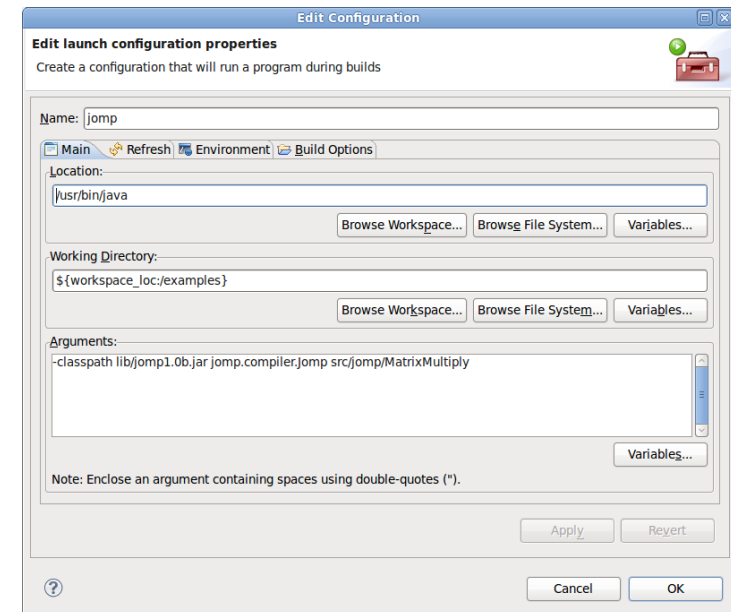 Edit Configuration
Edit launch configuration properties
Create a configuration that will run a program during builds
Name: jomp
Main Refresh Environment Build Options
Location:
/usr/bin/java
Browse Workspace... Browse File System... Variables...
Working Directory:
${workspace_loc:/examples}
Browse Workspace... Browse File System... Variables...
Arguments:
-classpath lib/jomp1.0b.jar jomp.compiler.Jomp src/jomp/MatrixMultiply
Variables...
Note: Enclose an argument containing spaces using double-quotes (").
Apply Revert
? Cancel OK